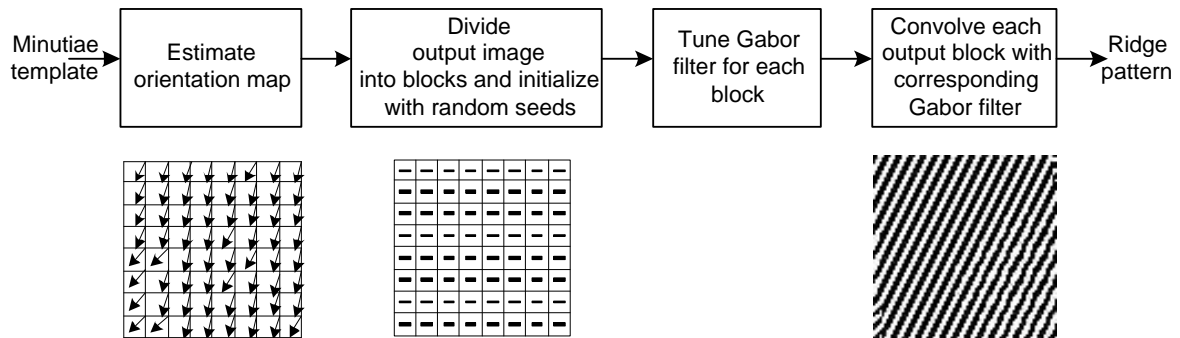 Minutiae
template
Estimate
orientation map
Divide
output image
into blocks and initialize
with random seeds
Tune Gabor
filter for each
block
Convolve each
output block with
corresponding
Gabor filter
Ridge
pattern